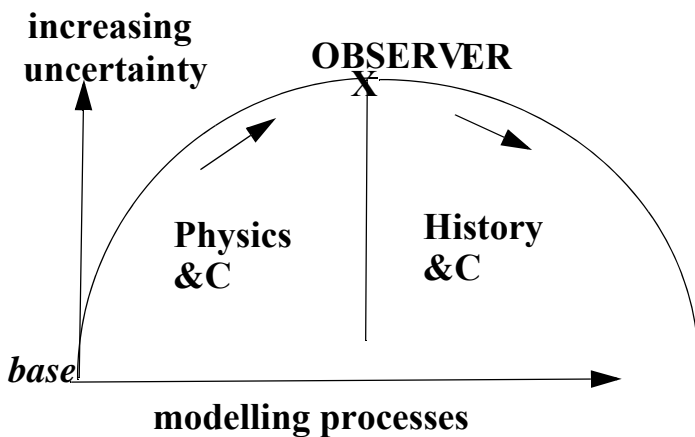 increasing
uncertainty
OBSERVER
X
Physics
&C
History
&C
base
modelling processes